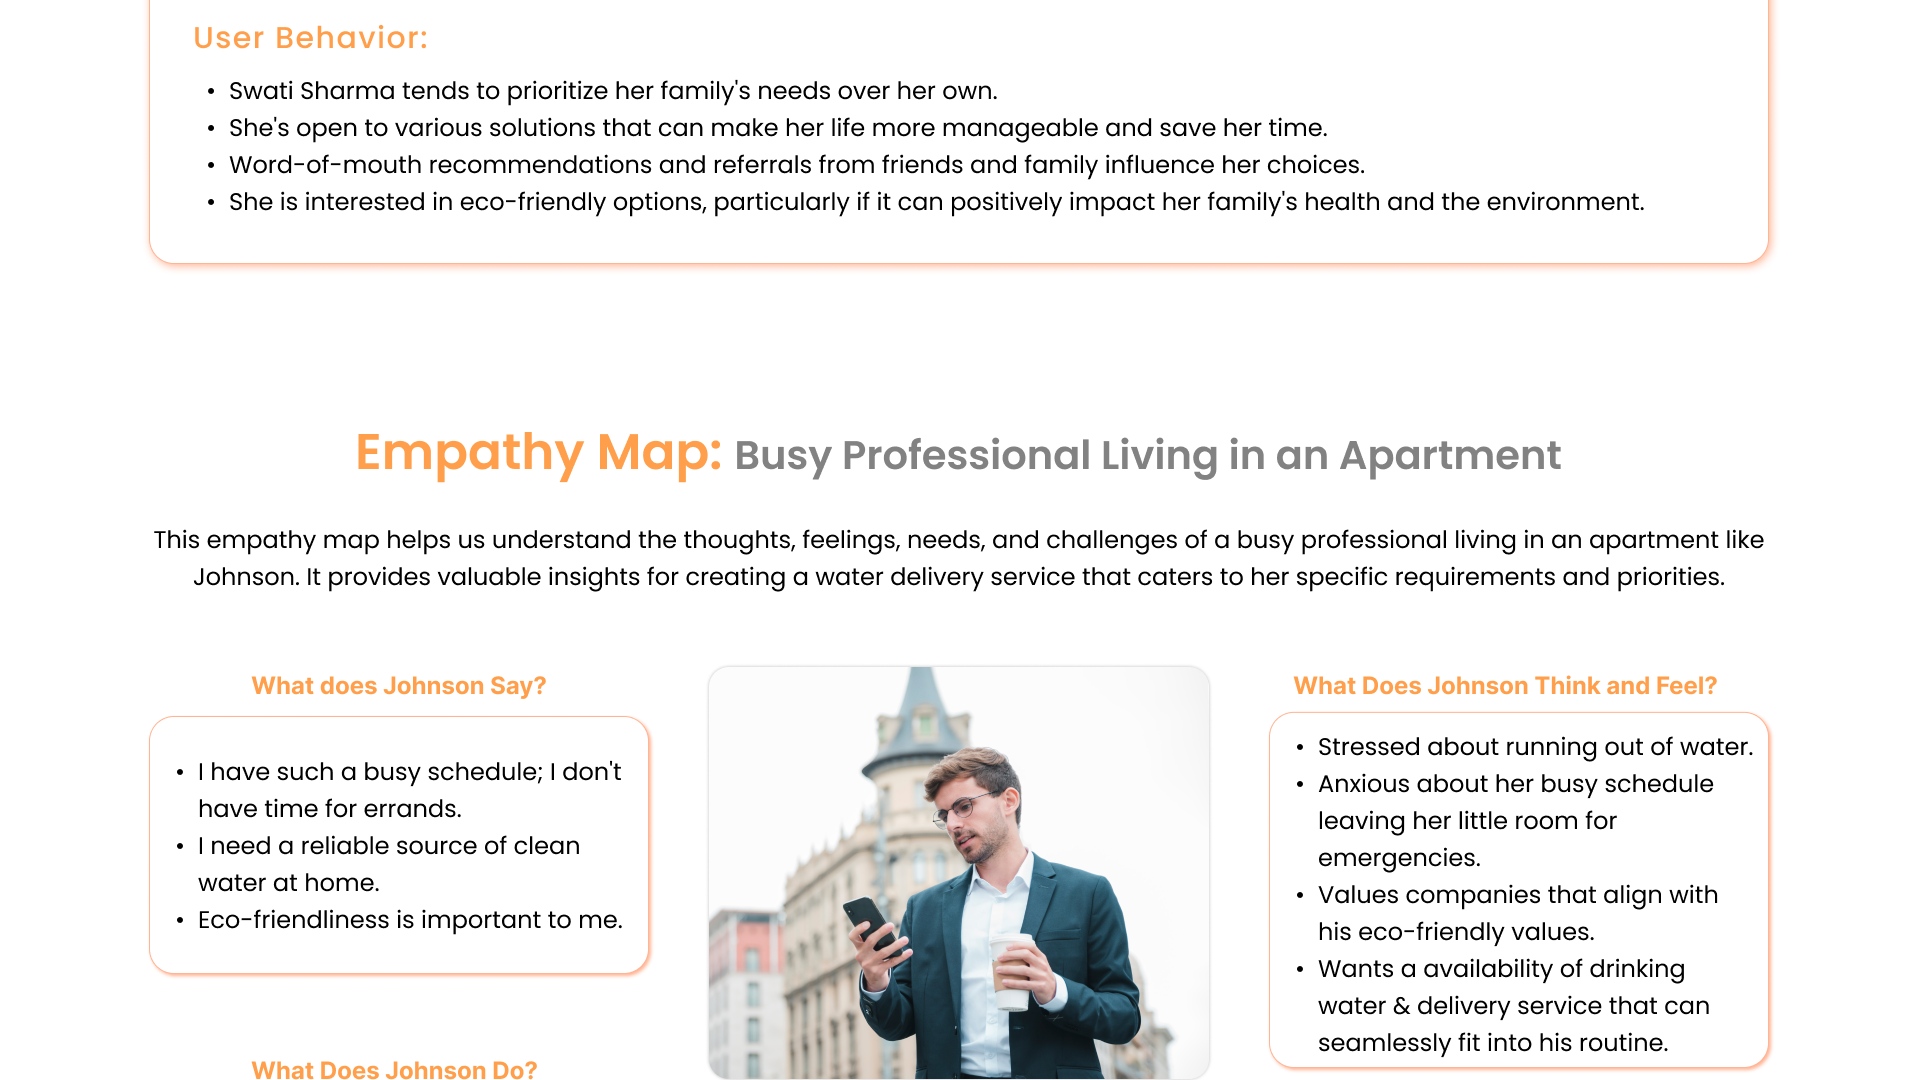 User Behavior:
• Swati Sharma tends to prioritize her family's needs over her own.
• She's open to various solutions that can make her life more manageable and save her time.
• Word-of-mouth recommendations and referrals from friends and family influence her choices.
• She is interested in eco-friendly options, particularly if it can positively impact her family's health and the environment.
Empathy Map: Busy Professional Living in an Apartment
This empathy map helps us understand the thoughts, feelings, needs, and challenges of a busy professional living in an apartment like
Johnson. It provides valuable insights for creating a water delivery service that caters to her specific requirements and priorities.
What does Johnson Say?
• I have such a busy schedule; I don't
have time for errands.
• I need a reliable source of clean
water at home.
• Eco-friendliness is important to me.
What Does Johnson Do?
What Does Johnson Think and Feel?
• Stressed about running out of water.
• Anxious about her busy schedule
leaving her little room for
emergencies.
• Values companies that align with
his eco-friendly values.
• Wants a availability of drinking
water & delivery service that can
seamlessly fit into his routine.